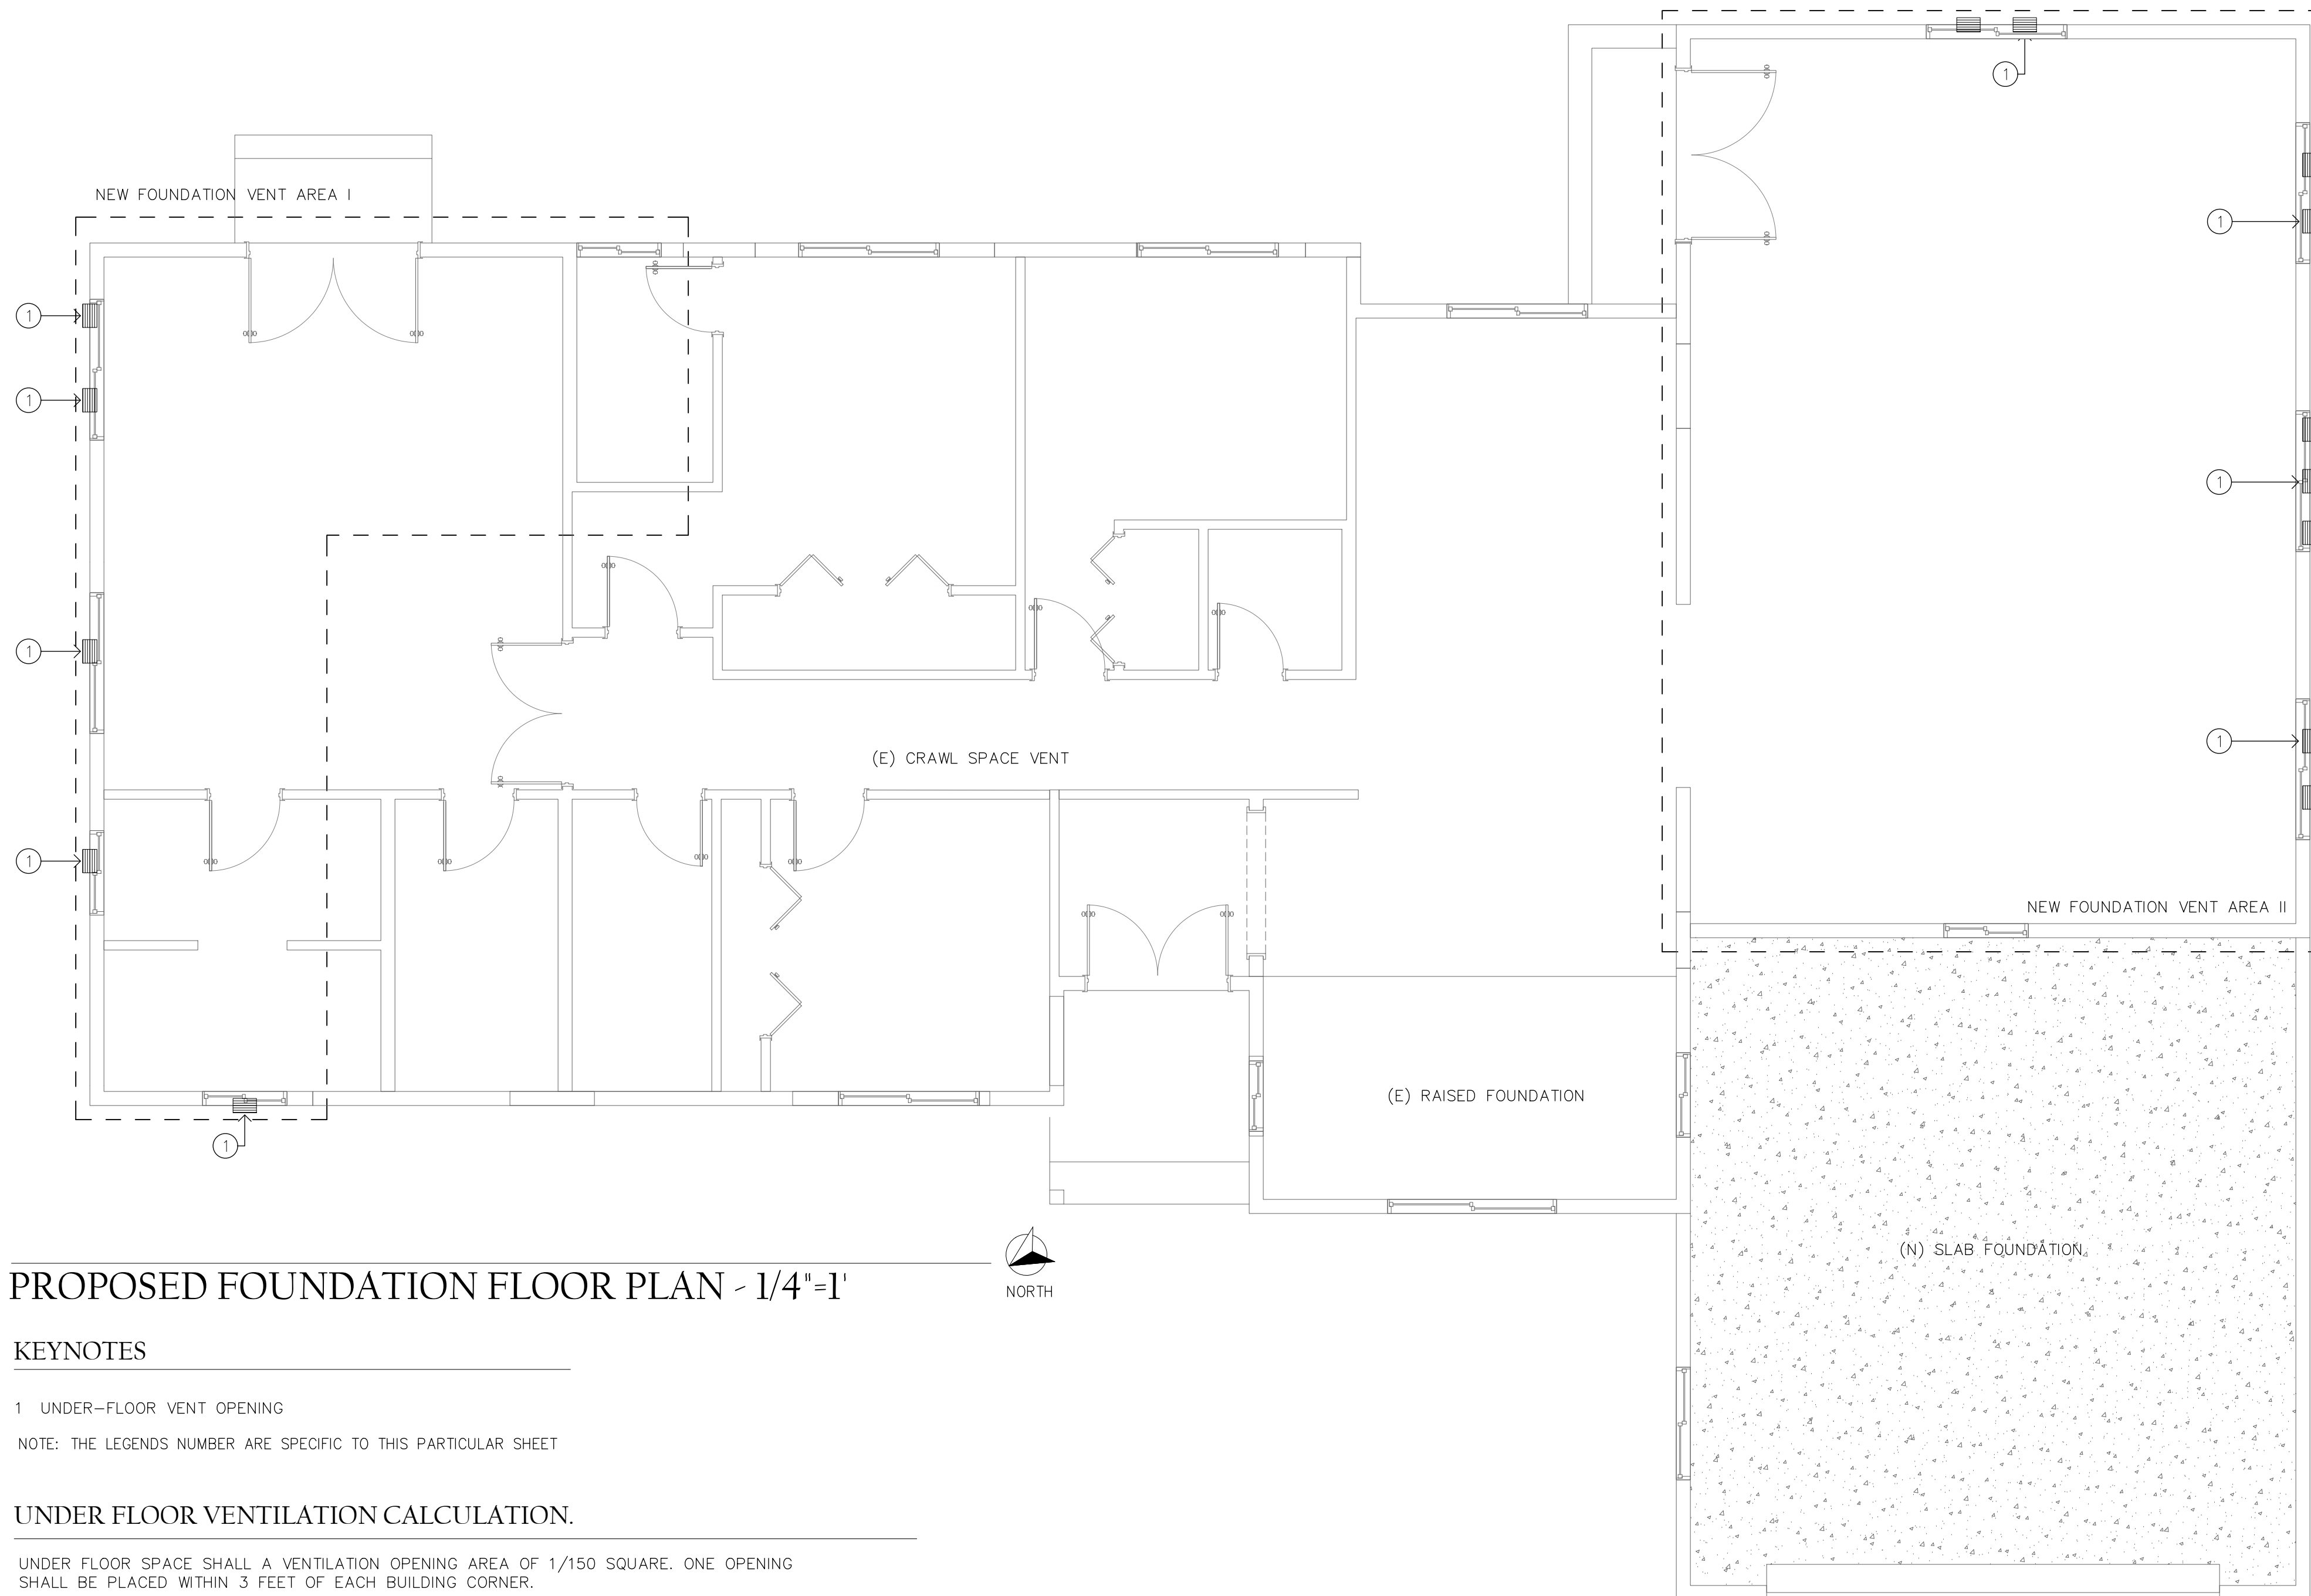 1
NEW FOUNDATION VENT AREA I
1
1
1
1
1
1
(E) CRAWL SPACE VENT
1
1
NEW FOUNDATION VENT AREA II
(E) RAISED FOUNDATION
1
(N) SLAB FOUNDATION
PROPOSED FOUNDATION FLOOR PLAN - 1/4"=1'
NORTH
KEYNOTES
1 UNDER-FLOOR VENT OPENING
NOTE: THE LEGENDS NUMBER ARE SPECIFIC TO THIS PARTICULAR SHEET
UNDER FLOOR VENTILATION CALCULATION.
UNDER FLOOR SPACE SHALL A VENTILATION OPENING AREA OF 1/150 SQUARE. ONE OPENING
SHALL BE PLACED WITHIN 3 FEET OF EACH BUILDING CORNER.